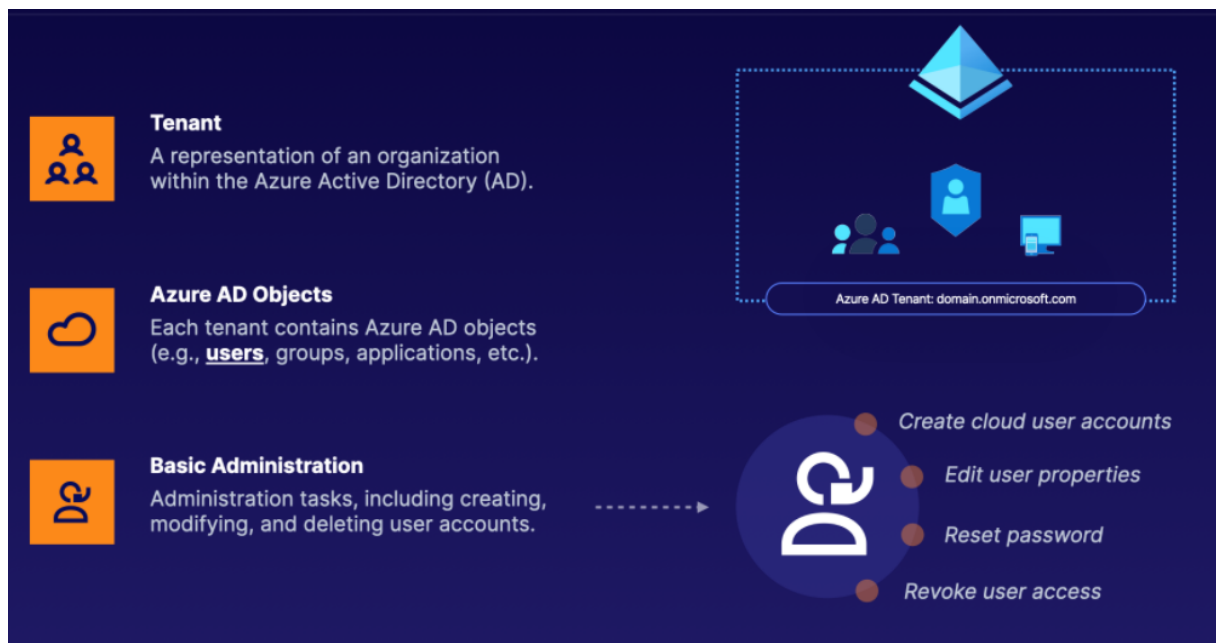 Tenant
A representation of an organization
within the Azure Active Directory (AD).
Azure AD Objects
Each tenant contains Azure AD objects
(e.g., users, groups, applications, etc.).
Basic Administration
Administration tasks, including creating,
modifying, and deleting user accounts.
Azure AD Tenant: domain.onmicrosoft.com
Create cloud user accounts
Edit user properties
Reset password
Revoke user access